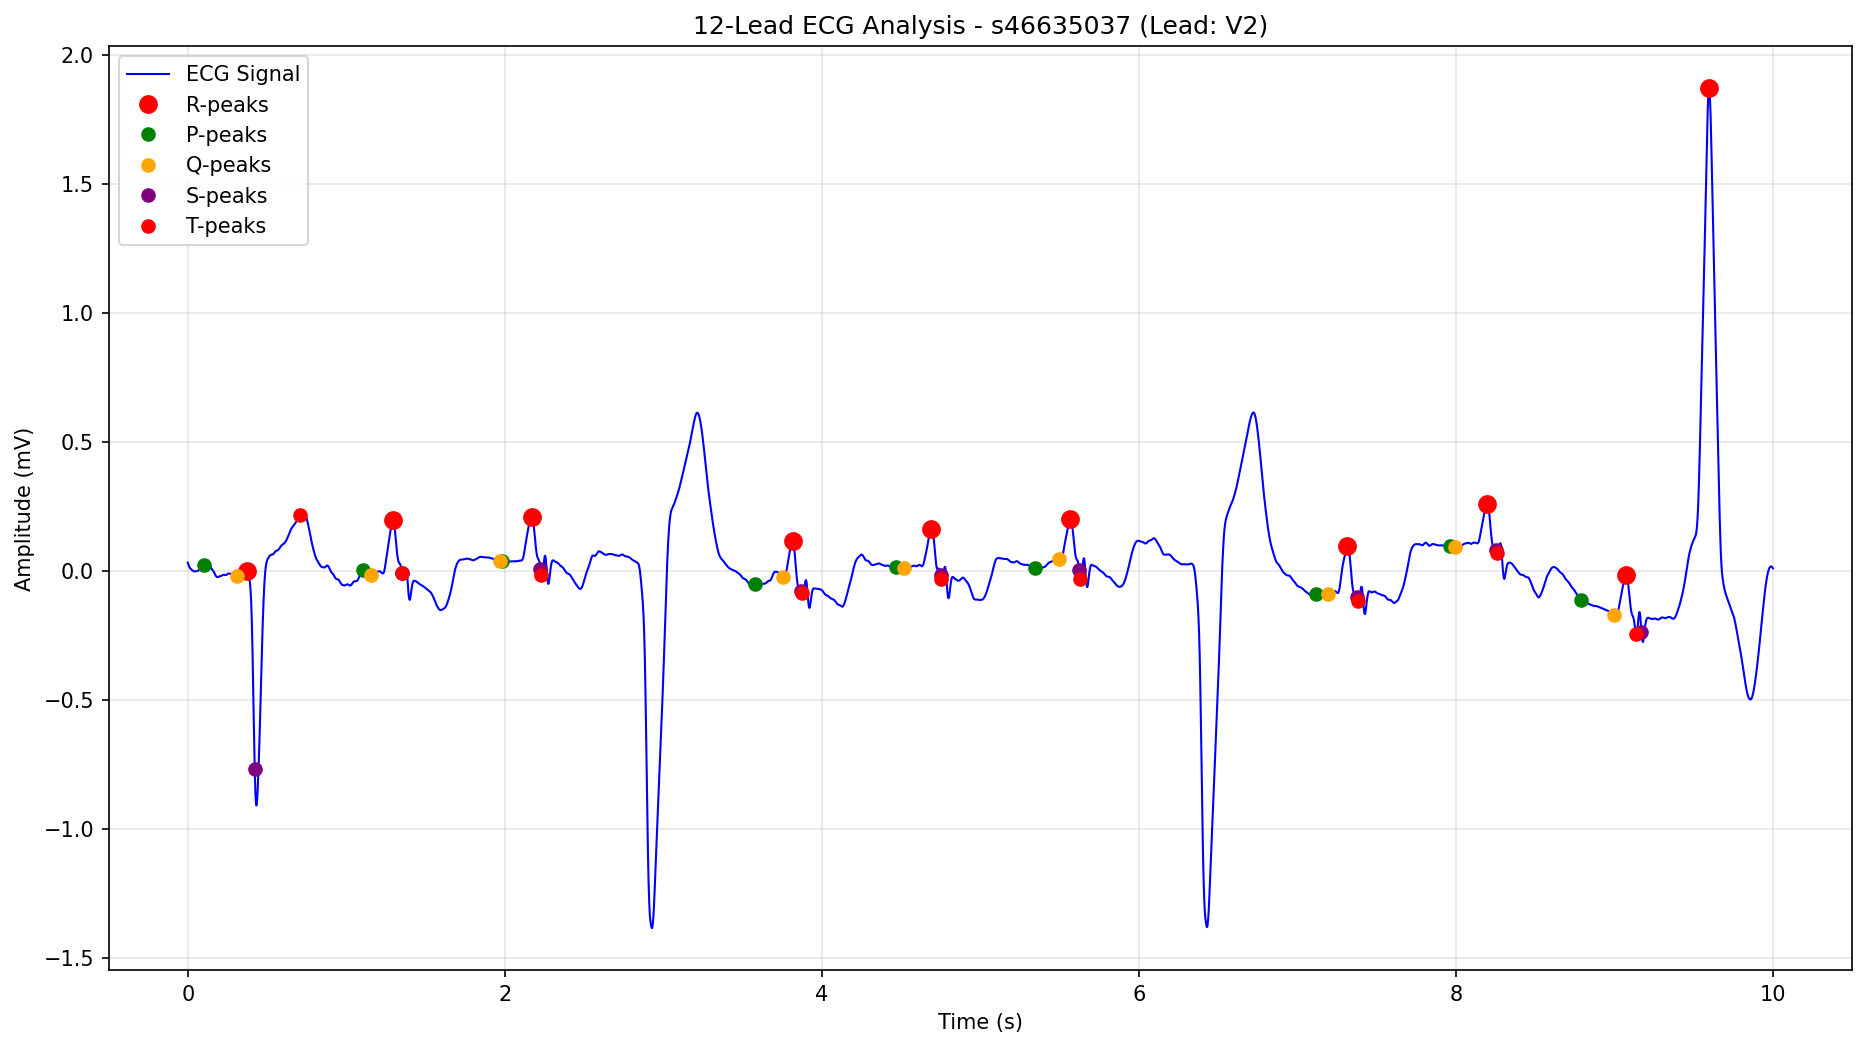 12-Lead ECG Analysis - s46635037 (Lead: V2)
ECG Signal
R-peaks
P-peaks
Q-peaks
S-peaks
T-peaks
Amplitude (mV)
2.0
1.5
1.0
0.5
0.0
−0.5
−1.0
−1.5
0 2 4 6 8 10
Time (s)